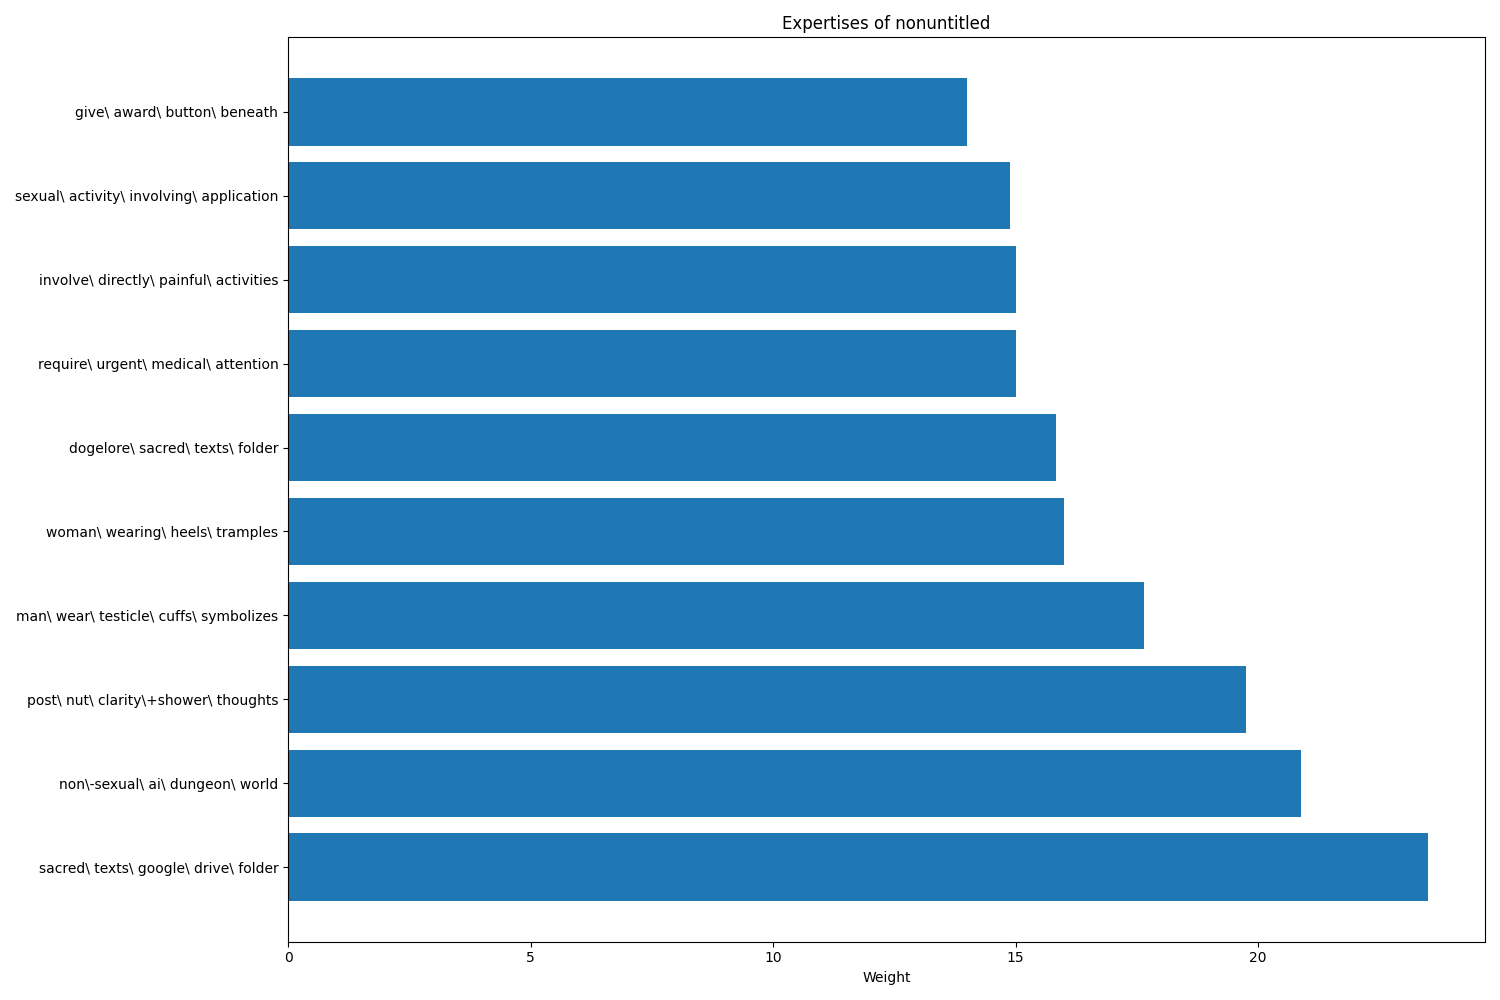 Expertises of nonuntitled
give\ award\ button\ beneath
sexual\ activity\ involving\ application
involve\ directly\ painful\ activities
require\ urgent\ medical\ attention
dogelore\ sacred\ texts\ folder
woman\ wearing\ heels\ tramples
man\ wear\ testicle\ cuffs\ symbolizes
post\ nut\ clarity\+shower\ thoughts
non\-sexual\ ai\ dungeon\ world
sacred\ texts\ google\ drive\ folder
0 5 10 15 20
Weight